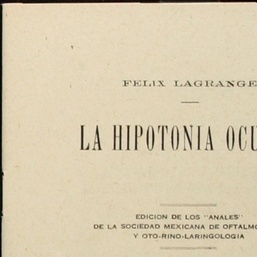 FELIX LAGRANGE
LA HIPOTONIA OCU
EDICION DE LOS "ANALES"
DE LA SOCIEDAD MEXICANA DE OFTALMO
Y OTO-RINO-LARINGOLOGIA